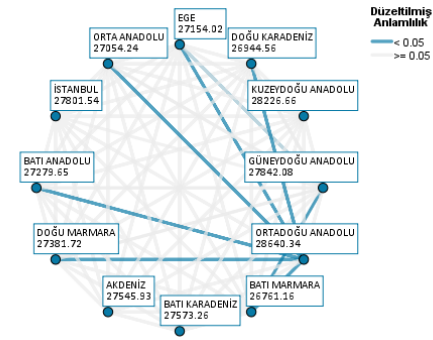 EGE
27154.02
ORTA ANADOLU
27054.24
DOĞU KARADENİZ
26944.56
Düzeltilmiş
Anlamlılık
< 0.05
>= 0.05
İSTANBUL
27801.54
KUZEYDOĞU ANADOLU
28226.66
BATI ANADOLU
27279.65
GÜNEYDOĞU ANADOLU
27842.08
DOĞU MARMARA
27381.72
ORTADOĞU ANADOLU
28640.34
AKDENİZ
27545.93
BATI KARADENİZ
27573.26
BATI MARMARA
26761.16